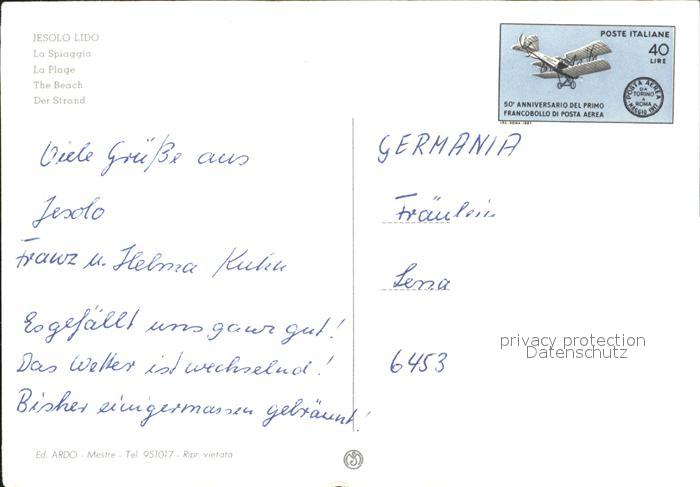 JESOLO LIDO
La Spiaggia
La Plage
The Beach
Der Strand
POSTE ITALIANE
40
LIRE
POSTA AEREA
DA
TORINO
A
ROMA
MAGGIO 1917
50º ANNIVERSARIO DEL PRIMO
FRANCOBOLLO DI POSTA AEREA
Viele Grüße aus
Jesolo
Franz u. Helma Kuhn
Es gefällt uns ganz gut!
Das Wetter ist wechselnd!
Bisher einigermassen gebräunt!
GERMANIA
Fräulein
6453
privacy protection
Datenschutz
Ed. ARDO - Mestre - Tel. 951017 - Ripr. vietata